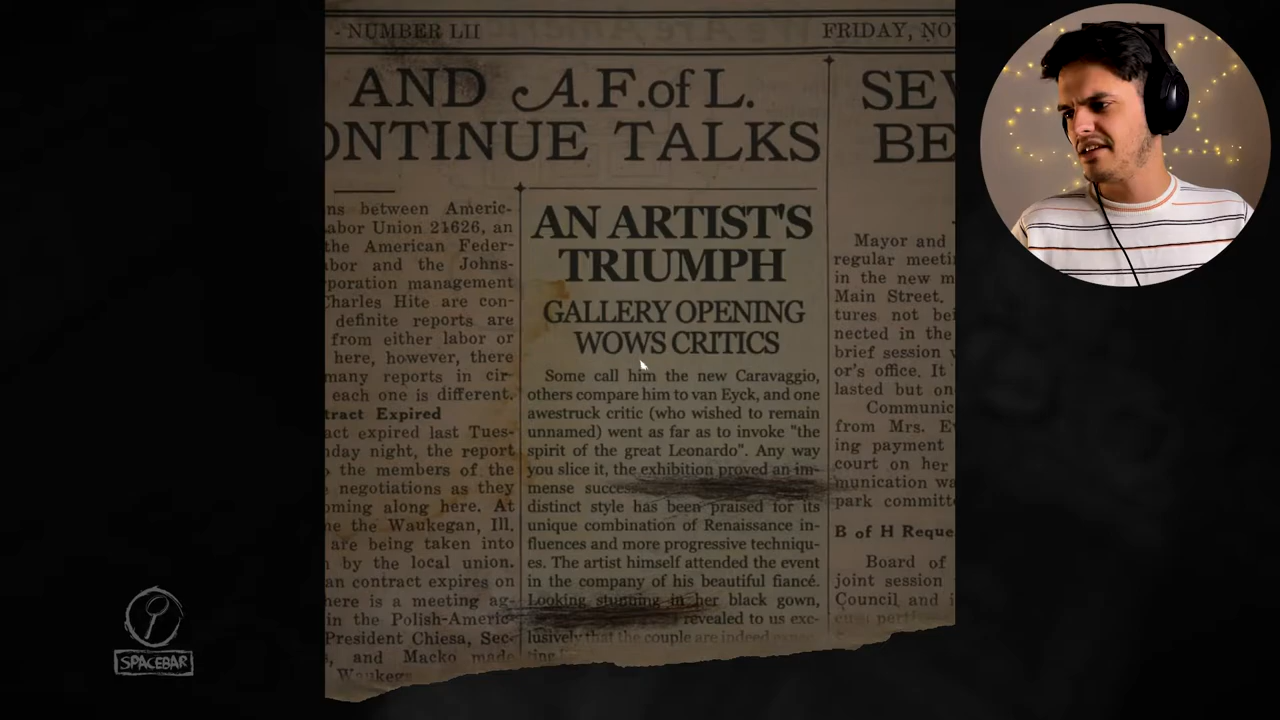 - NUMBER LII
FRIDAY, NO
AND A.F. of L.
ONTINUE TALKS
SEV
BE
ns between Americ-
abor Union 21626, an
the American Feder-
bor and the Johns-
poration management
Charles Hite are con-
definite reports are
from either labor or
here, however, there
many reports in cir-
each one is different.
tract Expired
act expired last Tues-
day night, the report
the members of the
negotiations as they
oming along here. At
e the Waukegan, Ill.
are being taken into
by the local union.
an contract expires on
here is a meeting ag-
in the Polish-Americ-
President Chiesa, Sec-
, and Macko made
Waukega
AN ARTIST'S
TRIUMPH
GALLERY OPENING
WOWS CRITICS
Some call him the new Caravaggio,
others compare him to van Eyck, and one
awestruck critic (who wished to remain
unnamed) went as far as to invoke "the
spirit of the great Leonardo". Any way
you slice it, the exhibition proved an im-
mense success
distinct style has been praised for its
unique combination of Renaissance in-
fluences and more progressive techniqu-
es. The artist himself attended the event
in the company of his beautiful fiancé.
Looking stunning in her black gown,
revealed to us exc-
lusively that the couple are indeed expec-
ting
Mayor and
regular meeti
in the new m
Main Street.
tures not bei
nected in the
brief session
or's office. It
lasted but on
Communic
from Mrs. E
ing payment
court on her
munication wa
park committe
B of H Reque
Board of
joint session
Council, and i
SPACEBAR